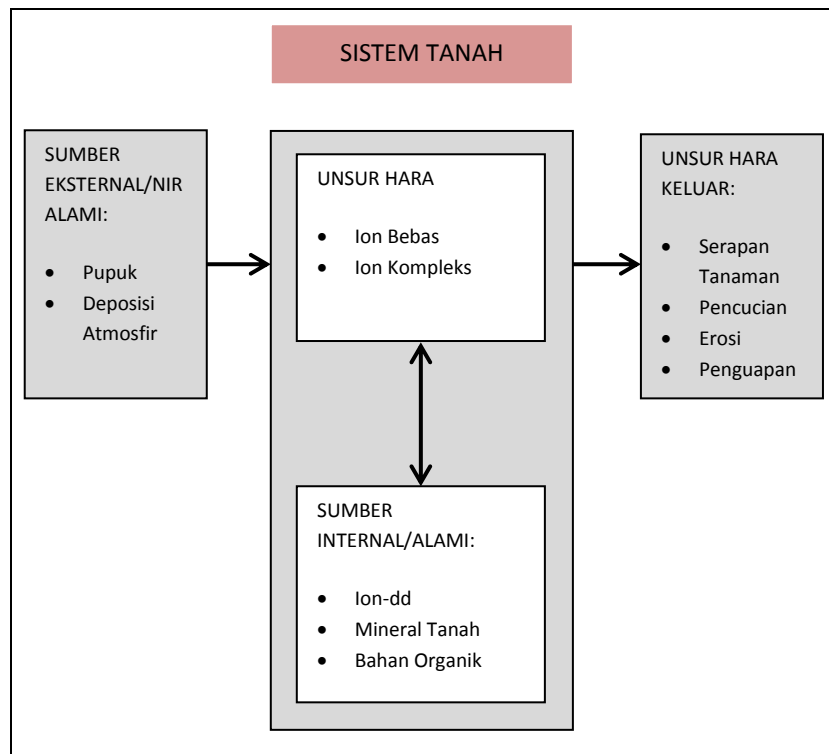 SISTEM TANAH
SUMBER
EKSTERNAL/NIR
ALAMI:
• Pupuk
• Deposisi
Atmosfir
UNSUR HARA
• Ion Bebas
• Ion Kompleks
SUMBER
INTERNAL/ALAMI:
• Ion-dd
• Mineral Tanah
• Bahan Organik
UNSUR HARA
KELUAR:
• Serapan
Tanaman
• Pencucian
• Erosi
• Penguapan